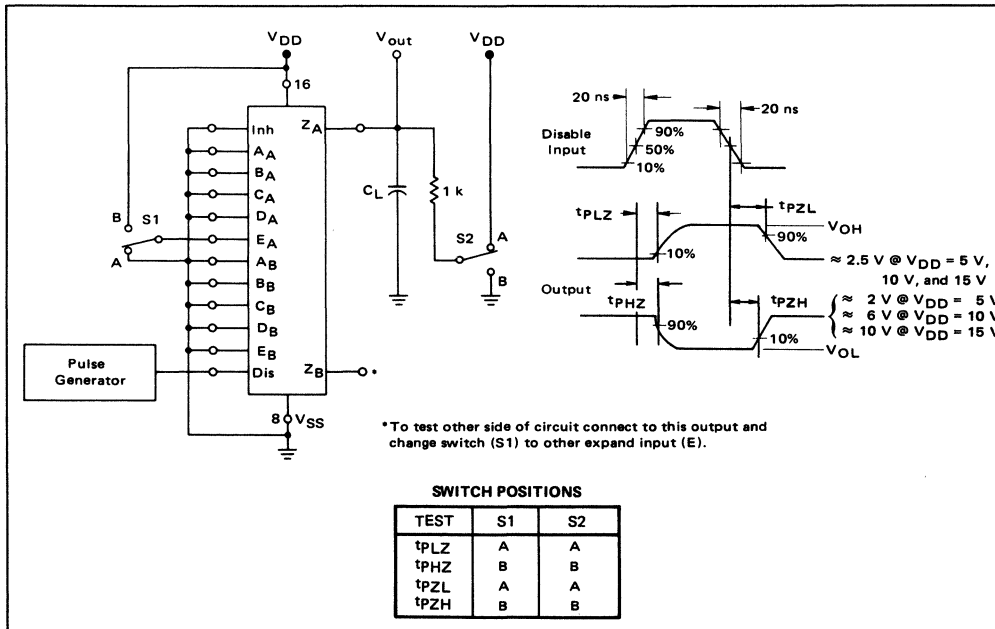 VDD
Vout
VDD
16
Inh
AA
BA
CA
DA
EA
AB
BB
CB
DB
EB
Dis
ZA
ZB
*
B
S1
A
CL
1 k
S2
A
B
Pulse
Generator
8
VSS
20 ns
20 ns
Disable
Input
90%
50%
10%
tPLZ
tPZL
VOH
10%
90%
≈ 2.5 V @ VDD = 5 V,
10 V, and 15 V
Output
tPHZ
tPZH
90%
10%
≈ 2 V @ VDD = 5 V
≈ 6 V @ VDD = 10 V
≈ 10 V @ VDD = 15 V
VOL
*To test other side of circuit connect to this output and
change switch (S1) to other expand input (E).
SWITCH POSITIONS
TEST S1 S2
tPLZ A A
tPHZ B B
tPZL A A
tPZH B B